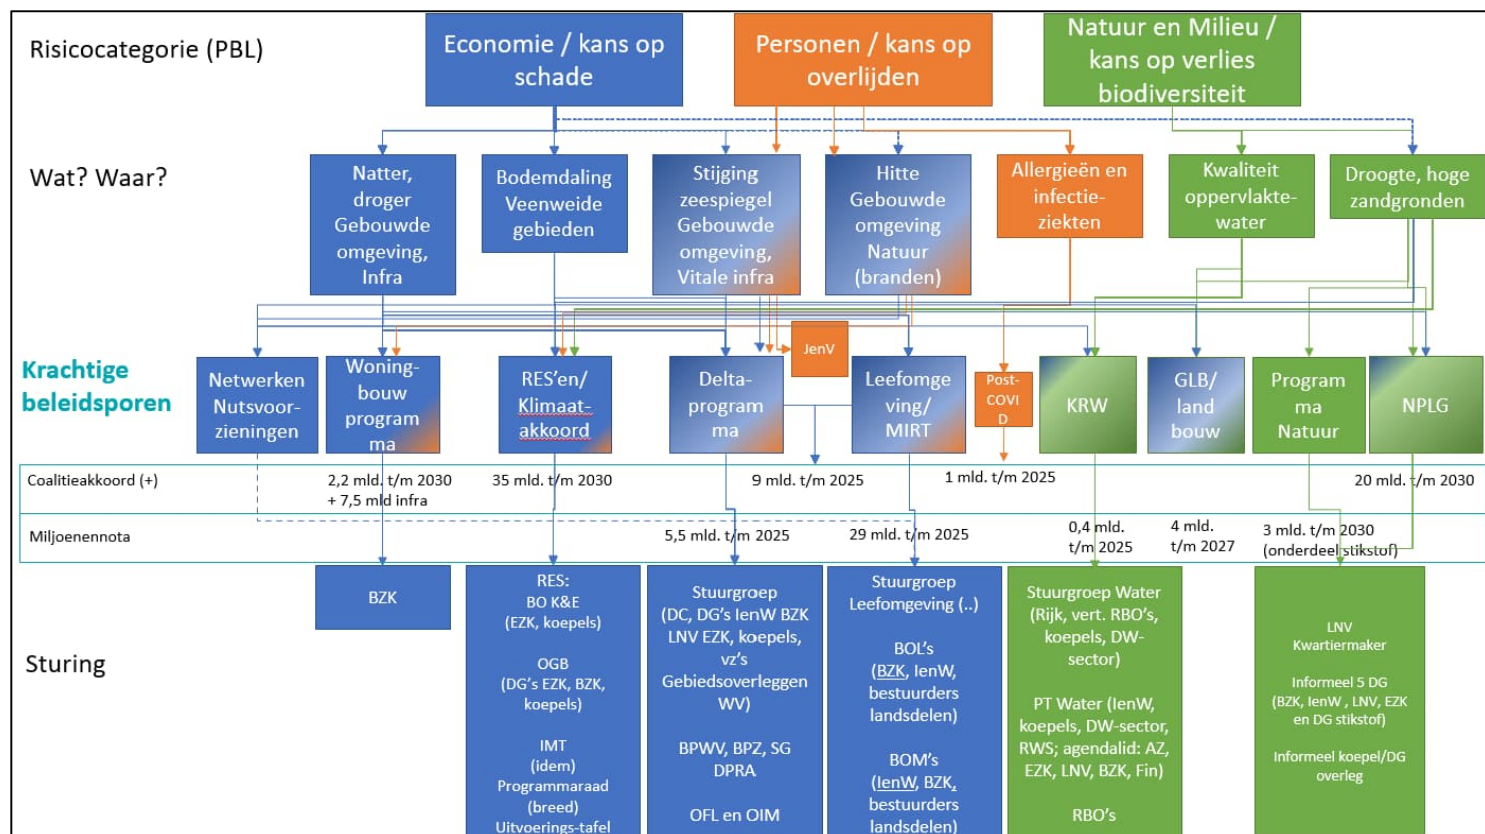 Risicocategorie (PBL)
Economie / kans op
schade
Personen / kans op
overlijden
Natuur en Milieu /
kans op verlies
biodiversiteit
Wat? Waar?
Natter,
droger
Gebouwde
omgeving,
Infra
Bodemdaling
Veenweide
gebieden
Stijging
zeespiegel
Gebouwde
omgeving,
Vitale infra
Hitte
Gebouwde
omgeving
Natuur
(branden)
Allergieën en
infectie-
ziekten
Kwaliteit
oppervlakte-
water
Droogte, hoge
zandgronden
Krachtige
beleidsporen
Netwerken
Nutsvoor-
zieningen
Woning-
bouw
program
ma
RES'en/
Klimaat-
akkoord
Delta-
program
ma
JenV
Leefomge
ving/
MIRT
Post-
COVI
D
KRW
GLB/
land
bouw
Program
ma
Natuur
NPLG
Coalitieakkoord (+)
2,2 mld. t/m 2030
+ 7,5 mld infra
35 mld. t/m 2030
9 mld. t/m 2025
1 mld. t/m 2025
20 mld. t/m 2030
Miljoenennota
5,5 mld. t/m 2025
29 mld. t/m 2025
0,4 mld.
t/m 2025
4 mld.
t/m 2027
3 mld. t/m 2030
(onderdeel stikstof)
Sturing
BZK
RES:
BO K&E
(EZK, koepels)
OGB
(DG's EZK, BZK,
koepels)
IMT
(idem)
Programmaraad
(breed)
Uitvoerings-tafel
Stuurgroep
(DC, DG's IenW BZK
LNV EZK, koepels,
vz's
Gebiedsoverleggen
WV)
BPWV, BPZ, SG
DPRA
OFL en OIM
Stuurgroep
Leefomgeving (..)
BOL's
(BZK, IenW,
bestuurders
landsdelen)
BOM's
(IenW, BZK,
bestuurders
landsdelen)
Stuurgroep Water
(Rijk, vert. RBO's,
koepels, DW-
sector)
PT Water (IenW,
koepels, DW-sector,
RWS; agendalid: AZ,
EZK, LNV, BZK, Fin)
RBO's
LNV
Kwartiermaker
Informeel 5 DG
(BZK, IenW , LNV, EZK
en DG stikstof)
Informeel koepel/DG
overleg